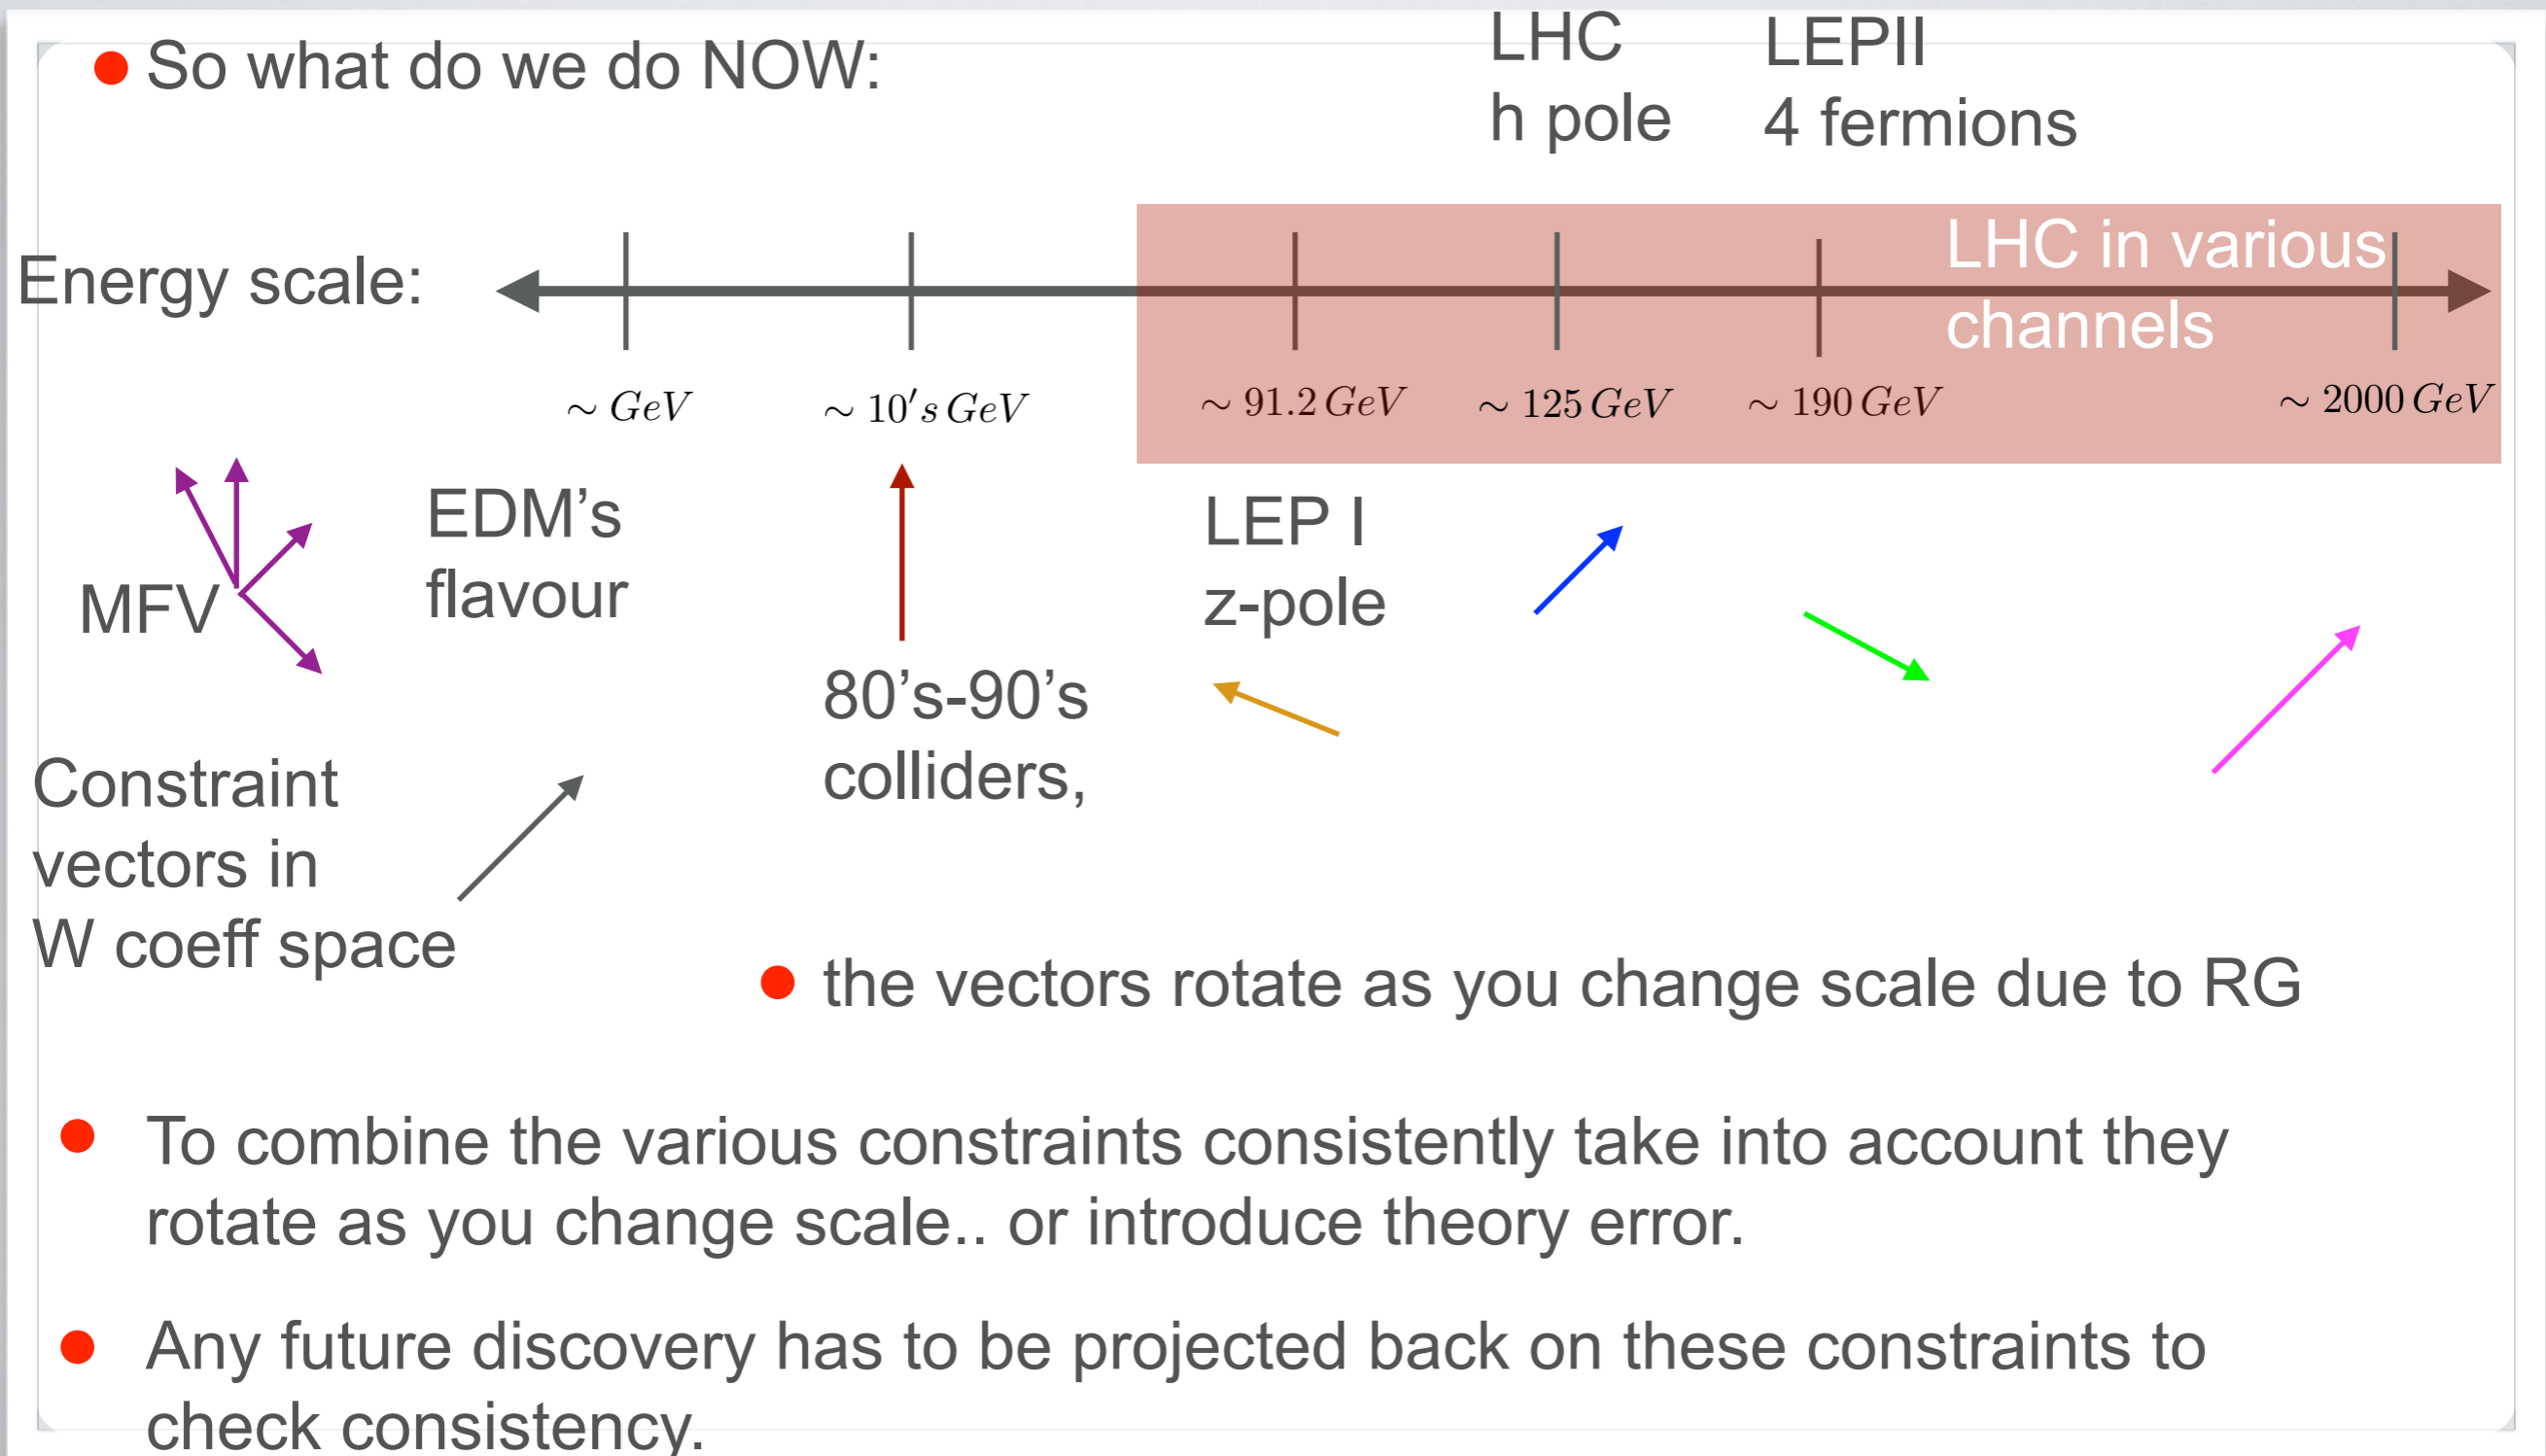 So what do we do NOW:
LHC
h pole
LEPII
4 fermions
Energy scale:
LHC in various
channels
∼ GeV
∼ 10's GeV
∼ 91.2 GeV
∼ 125 GeV
∼ 190 GeV
∼ 2000 GeV
MFV
EDM’s
flavour
80’s-90’s
colliders,
LEP I
z-pole
Constraint
vectors in
W coeff space
the vectors rotate as you change scale due to RG
To combine the various constraints consistently take into account they
rotate as you change scale.. or introduce theory error.
Any future discovery has to be projected back on these constraints to
check consistency.